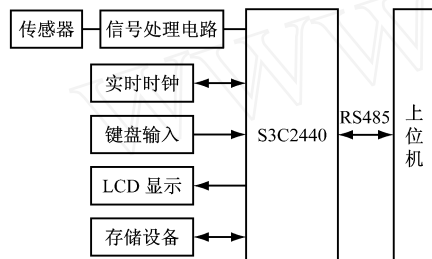 传感器
信号处理电路
实时时钟
键盘输入
LCD 显示
存储设备
S3C2440
RS485
上位机
WWW